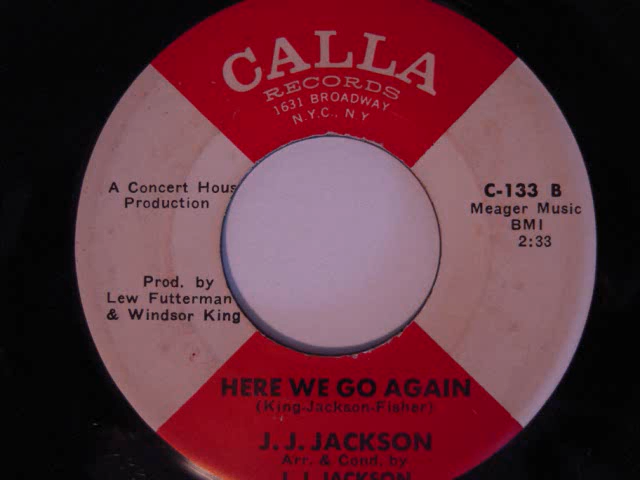 CALLA
RECORDS
1631 BROADWAY
N.Y.C., N.Y
A Concert Hous
Production
C-133 B
Meager Music
BMI
2:33
Prod. by
Lew Futterman
& Windsor King
HERE WE GO AGAIN
(King-Jackson-Fisher)
J. J. JACKSON
Arr. & Cond. by
J. J. JACKSON